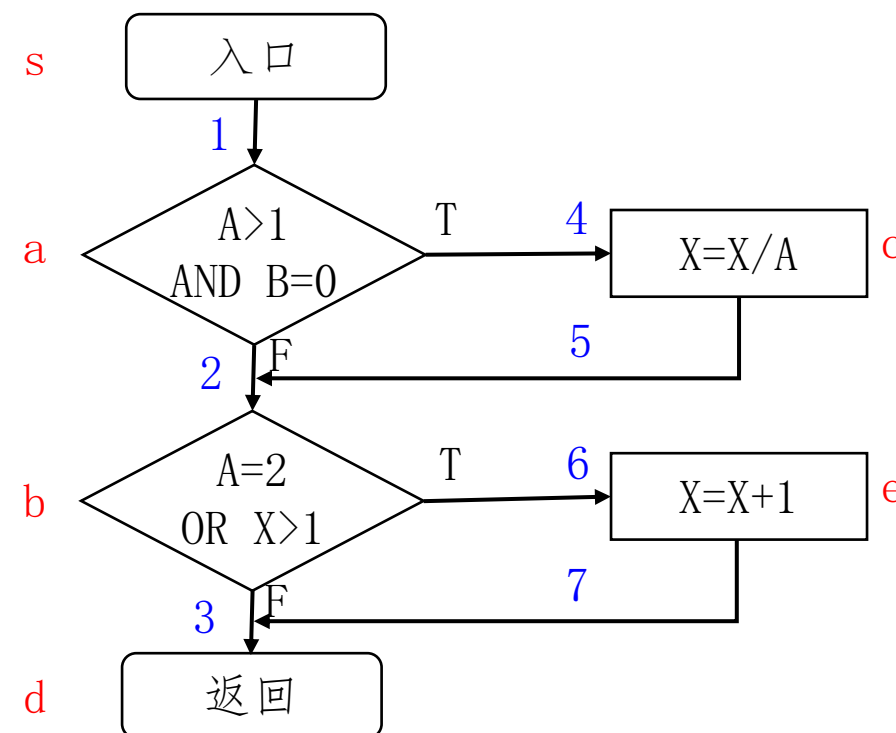 s
入口
1
a
A>1
AND B=0
T
4
X=X/A
2
F
5
b
A=2
OR X>1
T
6
X=X+1
e
3
F
7
d
返回